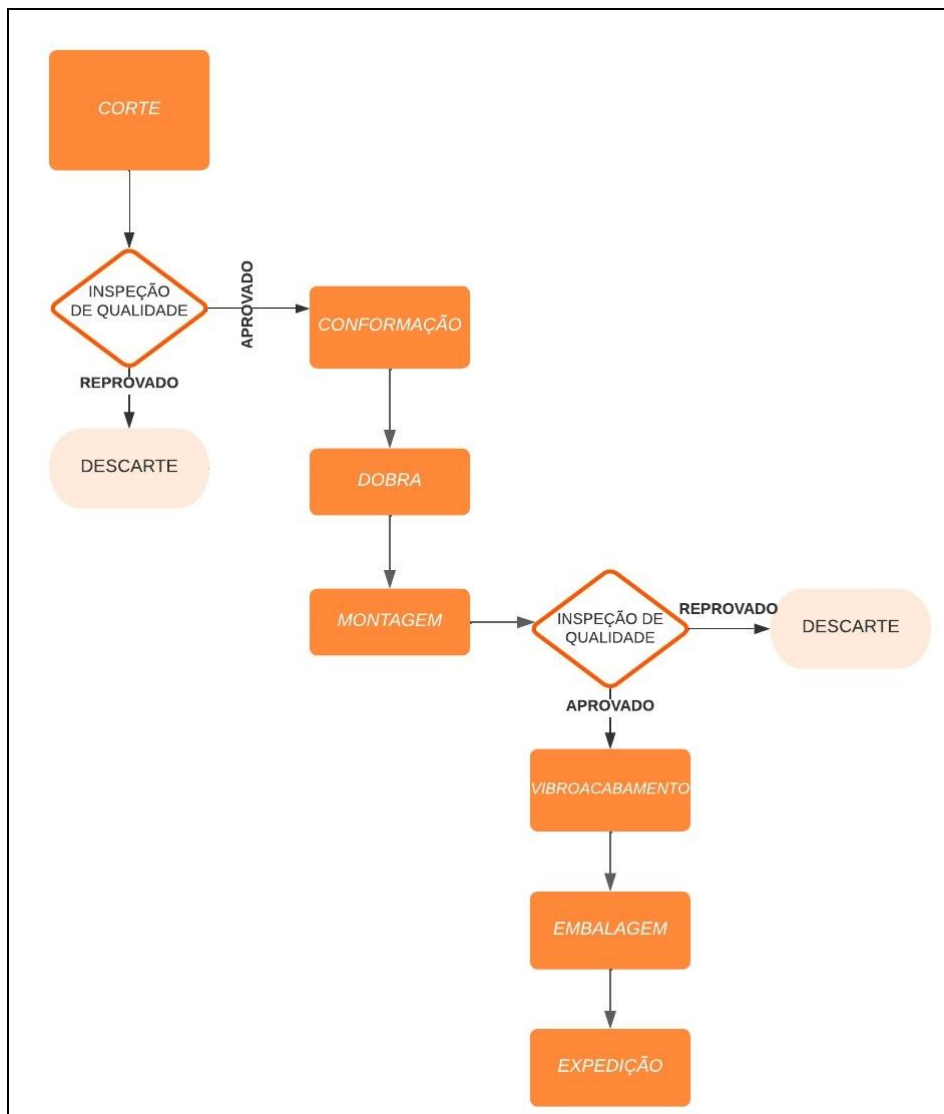 CORTE
INSPEÇÃO
DE QUALIDADE
APROVADO
CONFORMAÇÃO
REPROVADO
DESCARTE
DOBRA
MONTAGEM
INSPEÇÃO DE
QUALIDADE
REPROVADO
DESCARTE
APROVADO
VIBROACABAMENTO
EMBALAGEM
EXPEDIÇÃO